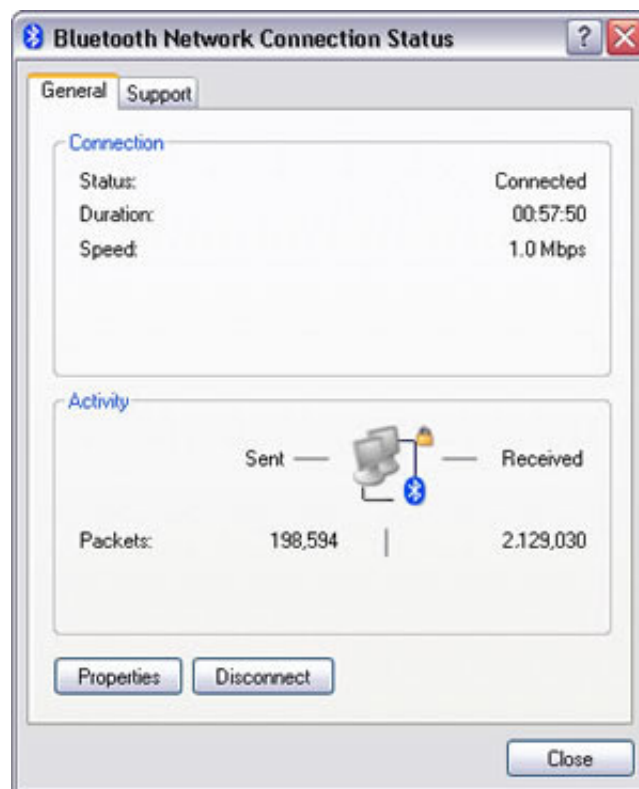 Bluetooth Network Connection Status
General Support
Connection
Status: Connected
Duration: 00:57:50
Speed: 1.0 Mbps
Activity
Sent — — Received
Packets: 198,594 | 2,129,030
Properties Disconnect
Close